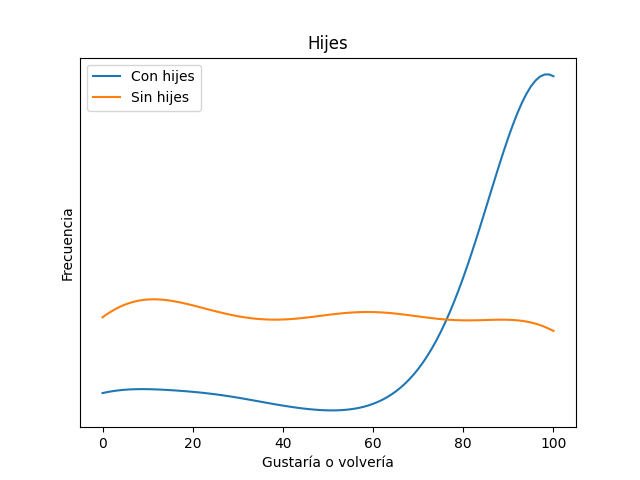 Hijes
Con hijes
Sin hijes
Frecuencia
0 20 40 60 80 100
Gustaría o volvería